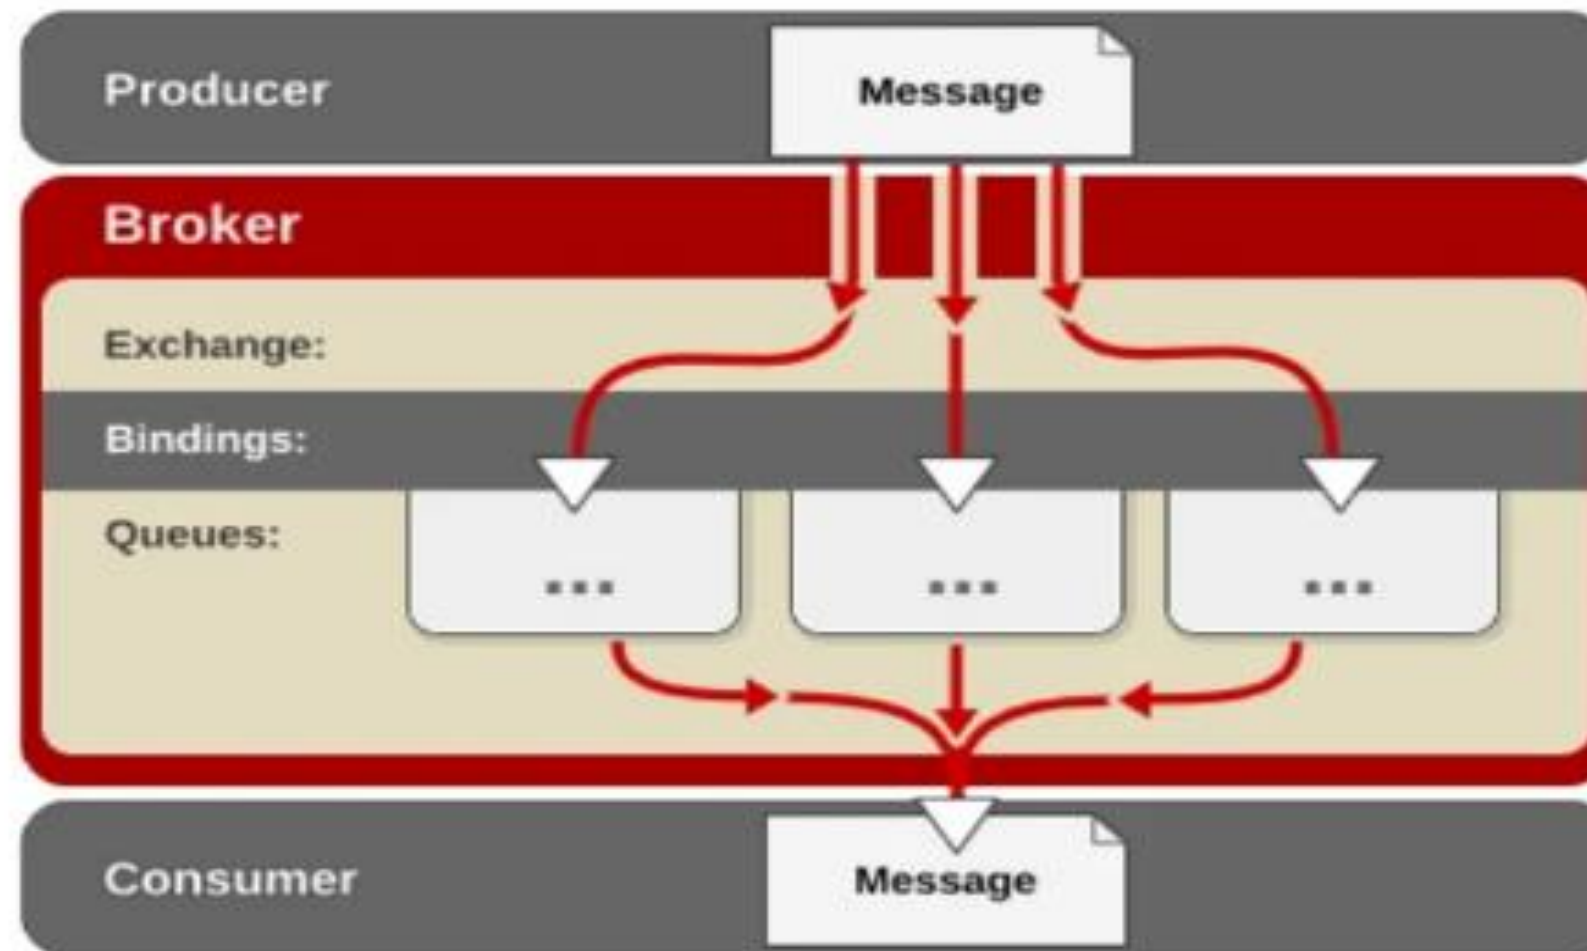 Producer
Message
Broker
Exchange:
Bindings:
Queues:
...
...
...
Consumer
Message